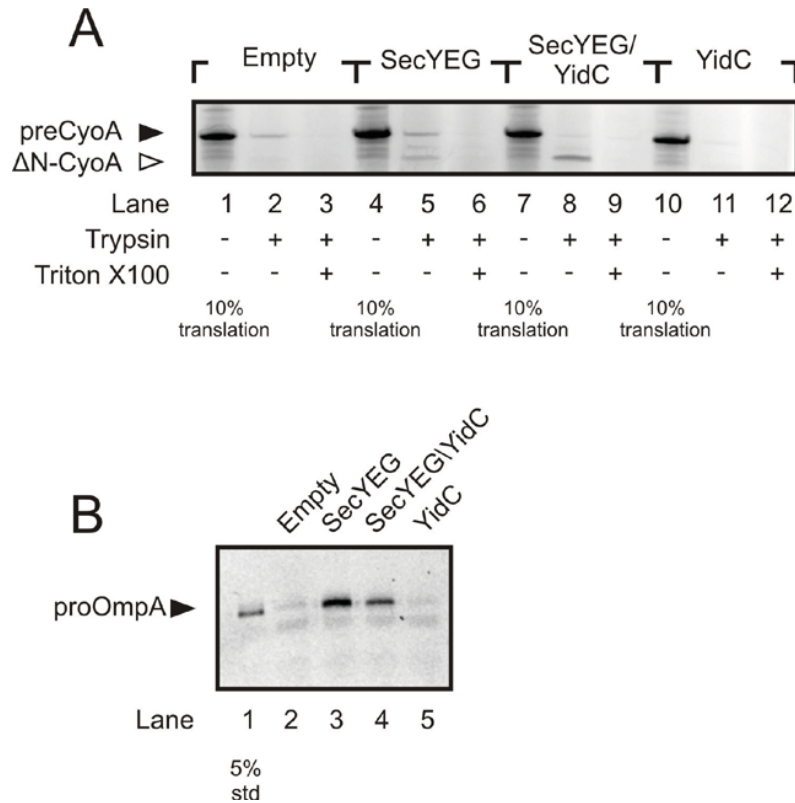 A
Empty SecYEG SecYEG/ YidC YidC
preCyoA
ΔN-CyoA
Lane 1 2 3 4 5 6 7 8 9 10 11 12
Trypsin - + + - + + - + + - + +
Triton X100 - - + - - + - - + - - +
10% translation 10% translation 10% translation 10% translation
B
Empty SecYEG SecYEG\YidC YidC
proOmpA
Lane 1 2 3 4 5
5%
std